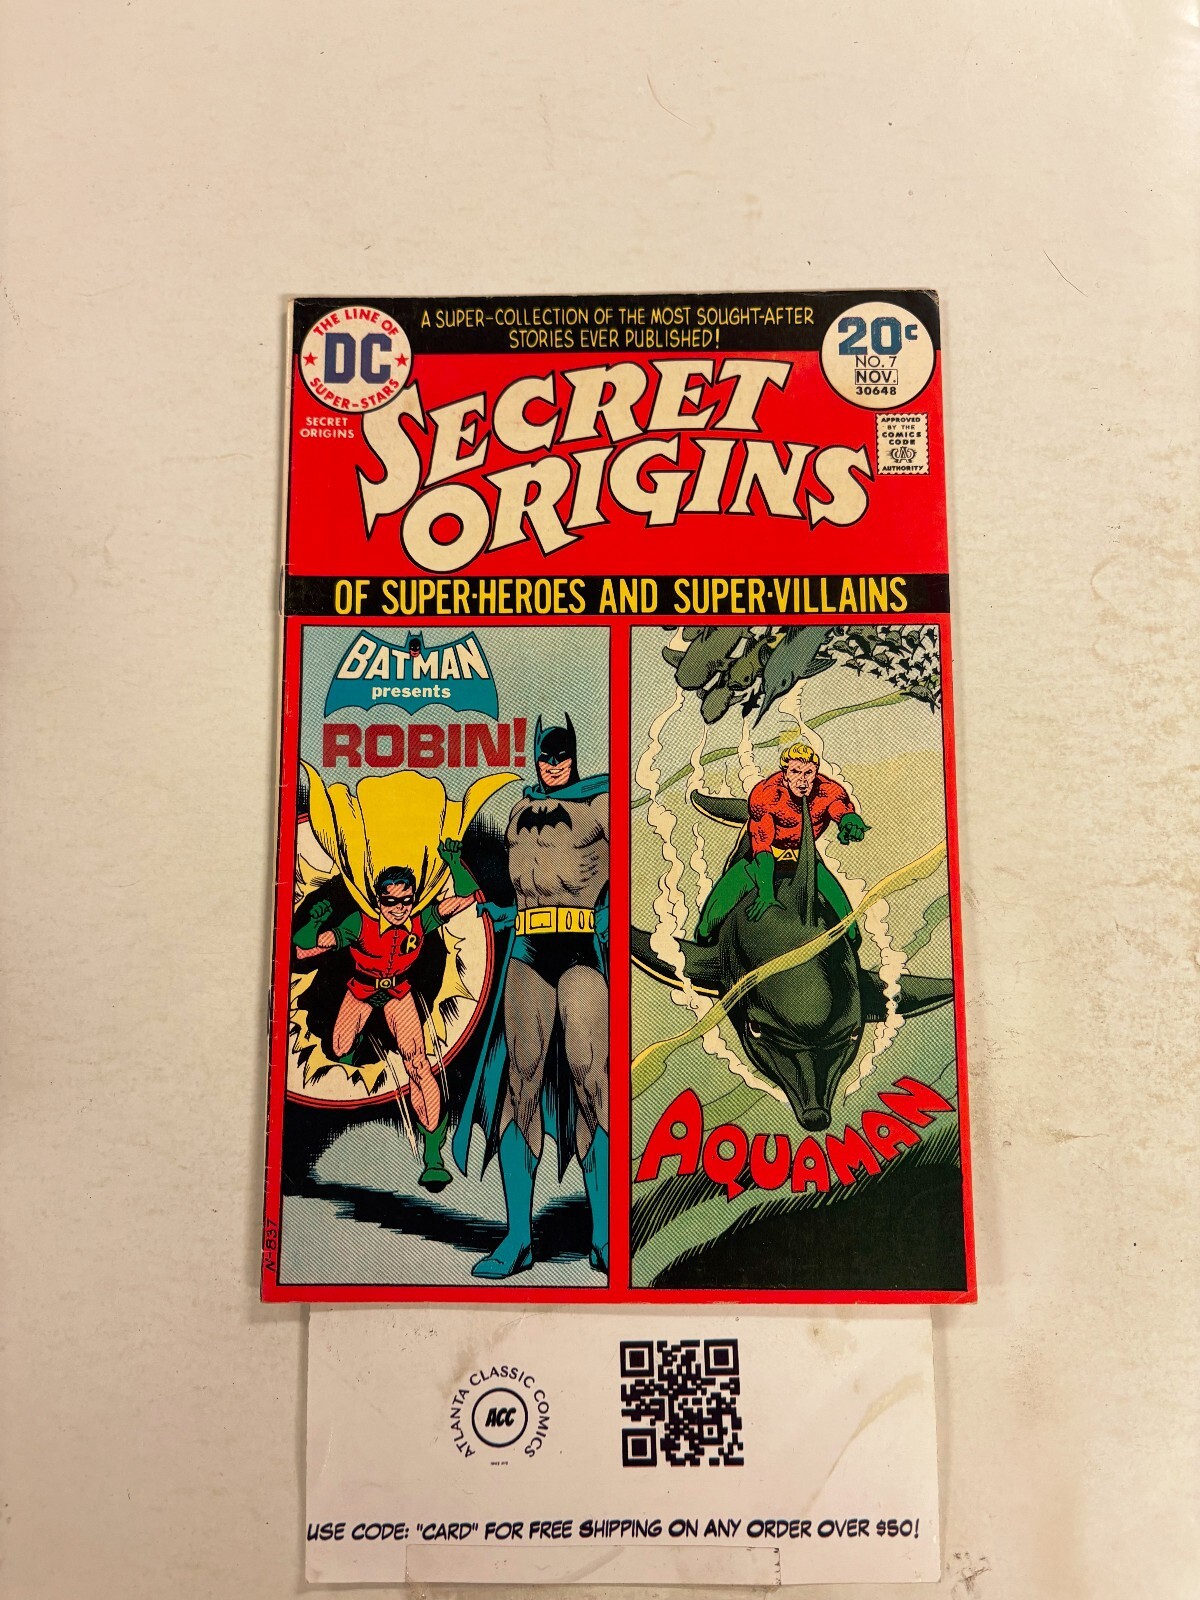 THE LINE OF
DC
SUPER-STARS
SECRET
ORIGINS
A SUPER-COLLECTION OF THE MOST SOUGHT-AFTER
STORIES EVER PUBLISHED!
20¢
NO. 7
NOV.
30648
APPROVED
BY THE
COMICS
CODE
AUTHORITY
SECRET
ORIGINS
OF SUPER-HEROES AND SUPER-VILLAINS
BATMAN
presents
ROBIN!
R
AQUAMAN
N-837
ATLANTA CLASSIC COMICS
ACC
USE CODE: "CARD" FOR FREE SHIPPING ON ANY ORDER OVER $50!